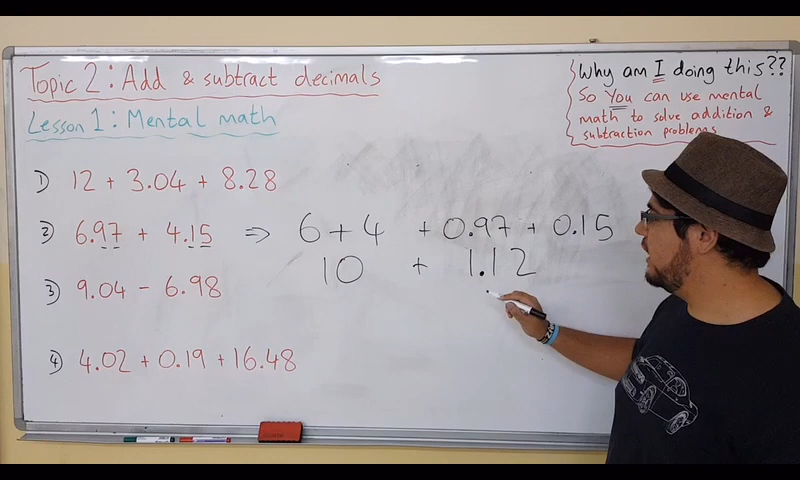 Topic 2: Add & subtract decimals
Lesson 1: Mental math
Why am I doing this??
So You can use mental
math to solve addition &
subtraction problems
1) 12 + 3.04 + 8.28
2) 6.97 + 4.15 ⇒ 6 + 4 + 0.97 + 0.15
10 + 1.12
3) 9.04 - 6.98
4) 4.02 + 0.19 + 16.48